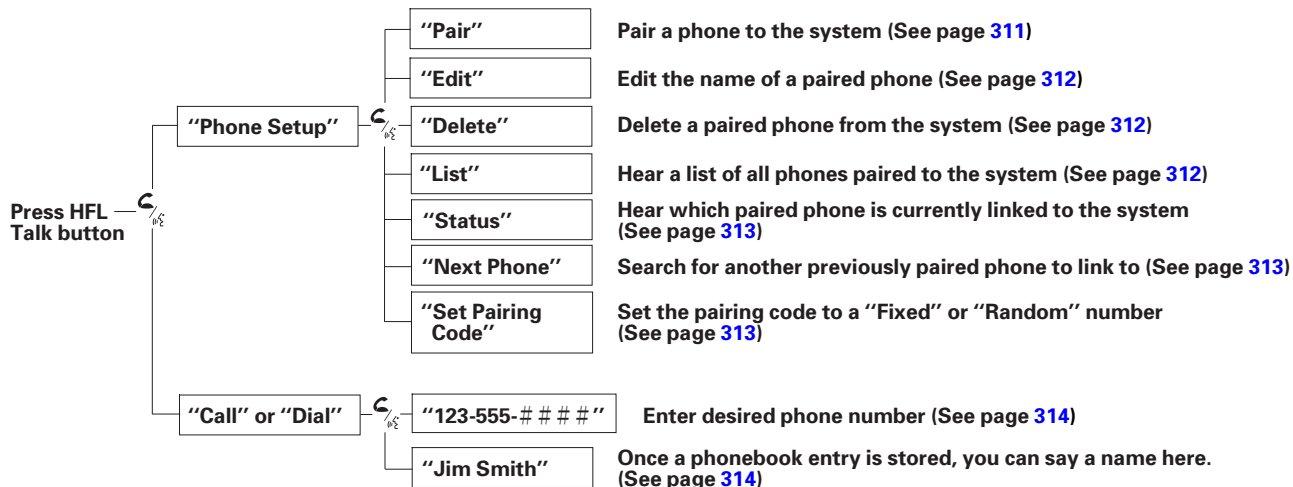 "Pair" Pair a phone to the system (See page 311)
"Edit" Edit the name of a paired phone (See page 312)
"Phone Setup" "Delete" Delete a paired phone from the system (See page 312)
"List" Hear a list of all phones paired to the system (See page 312)
Press HFL
Talk button
"Status" Hear which paired phone is currently linked to the system
(See page 313)
"Next Phone" Search for another previously paired phone to link to (See page 313)
"Set Pairing
Code" Set the pairing code to a "Fixed" or "Random" number
(See page 313)
"Call" or "Dial" "123-555-####" Enter desired phone number (See page 314)
"Jim Smith" Once a phonebook entry is stored, you can say a name here.
(See page 314)